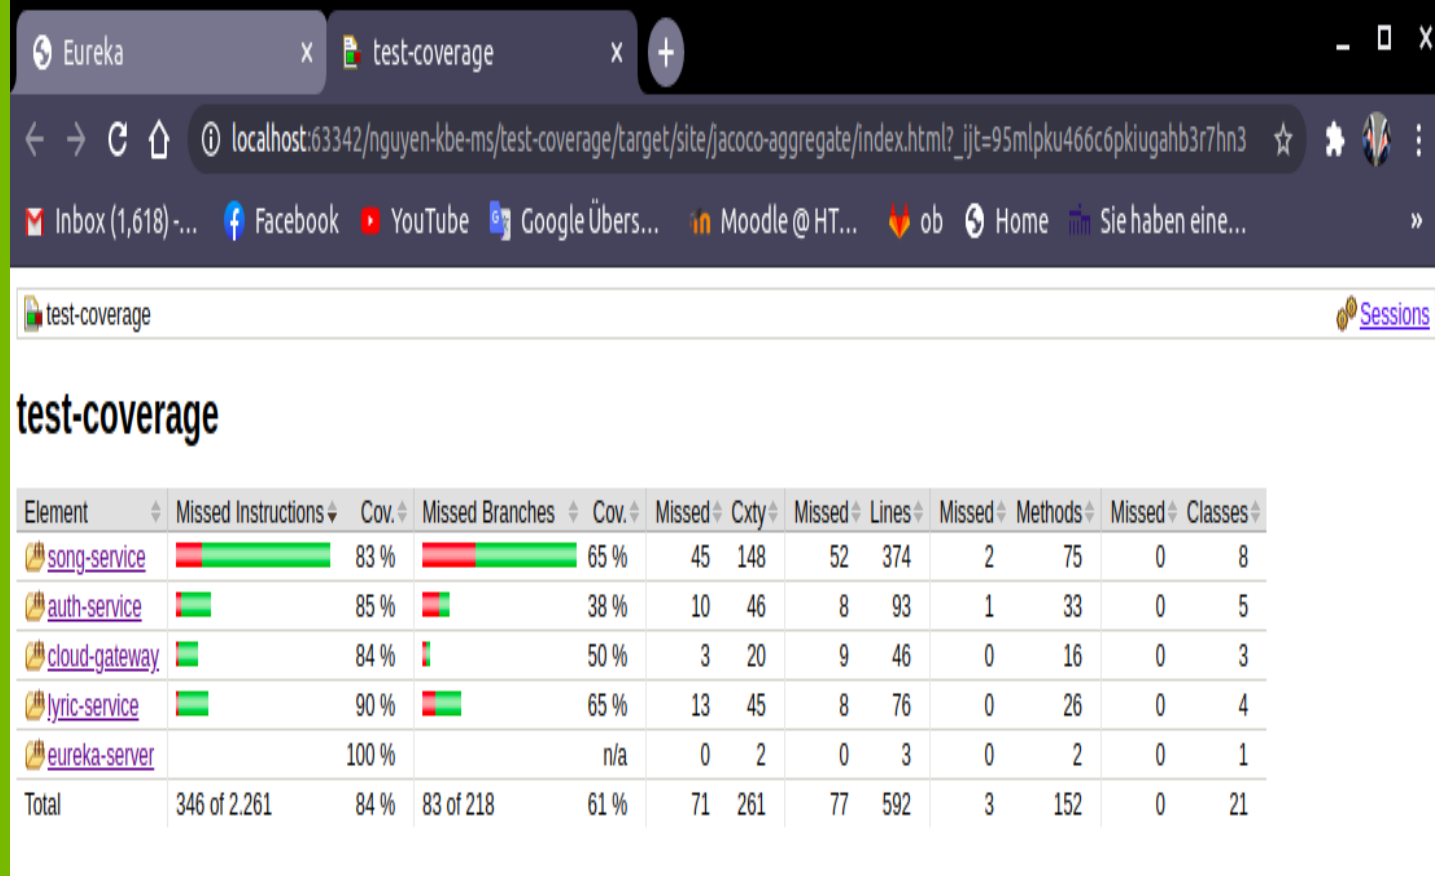 Eureka test-coverage
localhost:63342/nguyen-kbe-ms/test-coverage/target/site/jacoco-aggregate/index.html?_ijt=95mlpku466c6pkiugahb3r7hn3
Inbox (1,618) -... Facebook YouTube Google Übers... Moodle @ HT... ob Home Sie haben eine... »
test-coverage Sessions
test-coverage
Element Missed Instructions Cov. Missed Branches Cov. Missed Cxty Missed Lines Missed Methods Missed Classes
song-service 83 % 65 % 45 148 52 374 2 75 0 8
auth-service 85 % 38 % 10 46 8 93 1 33 0 5
cloud-gateway 84 % 50 % 3 20 9 46 0 16 0 3
lyric-service 90 % 65 % 13 45 8 76 0 26 0 4
eureka-server 100 % n/a 0 2 0 3 0 2 0 1
Total 346 of 2.261 84 % 83 of 218 61 % 71 261 77 592 3 152 0 21